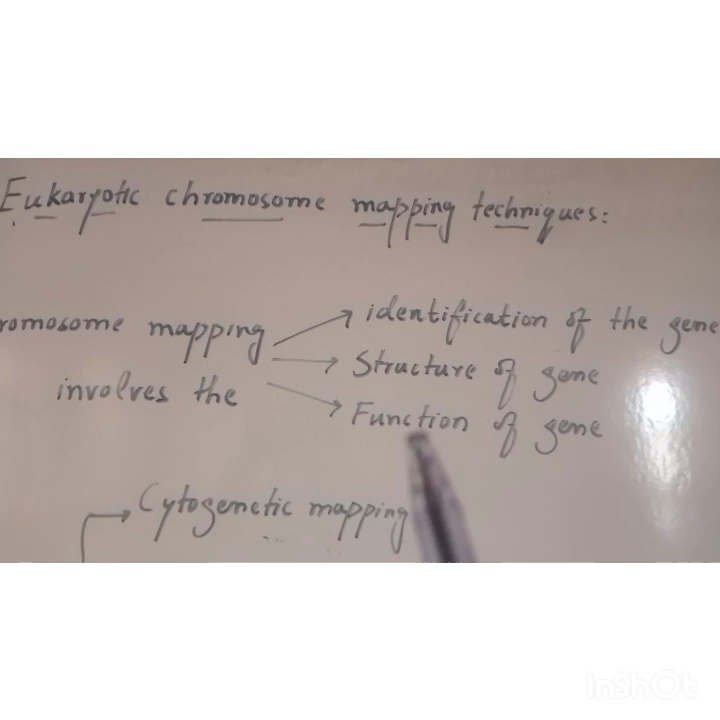 Eukaryotic chromosome mapping techniques:
romosome mapping
involves the
identification of the gene
Structure of gene
Function of gene
Cytogenetic mapping
InShOt